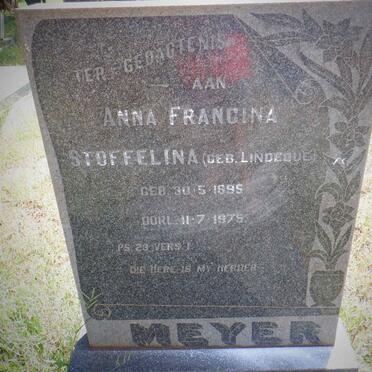 TER GEDAGTENIS
AAN
ANNA FRANCINA
STOFFELINA (GEB. LINDEQUE)
GEB. 30-5-1895
OORL. 11-7-1975
PS. 23 VERS 1
DIE HERE IS MY HERDER
MEYER